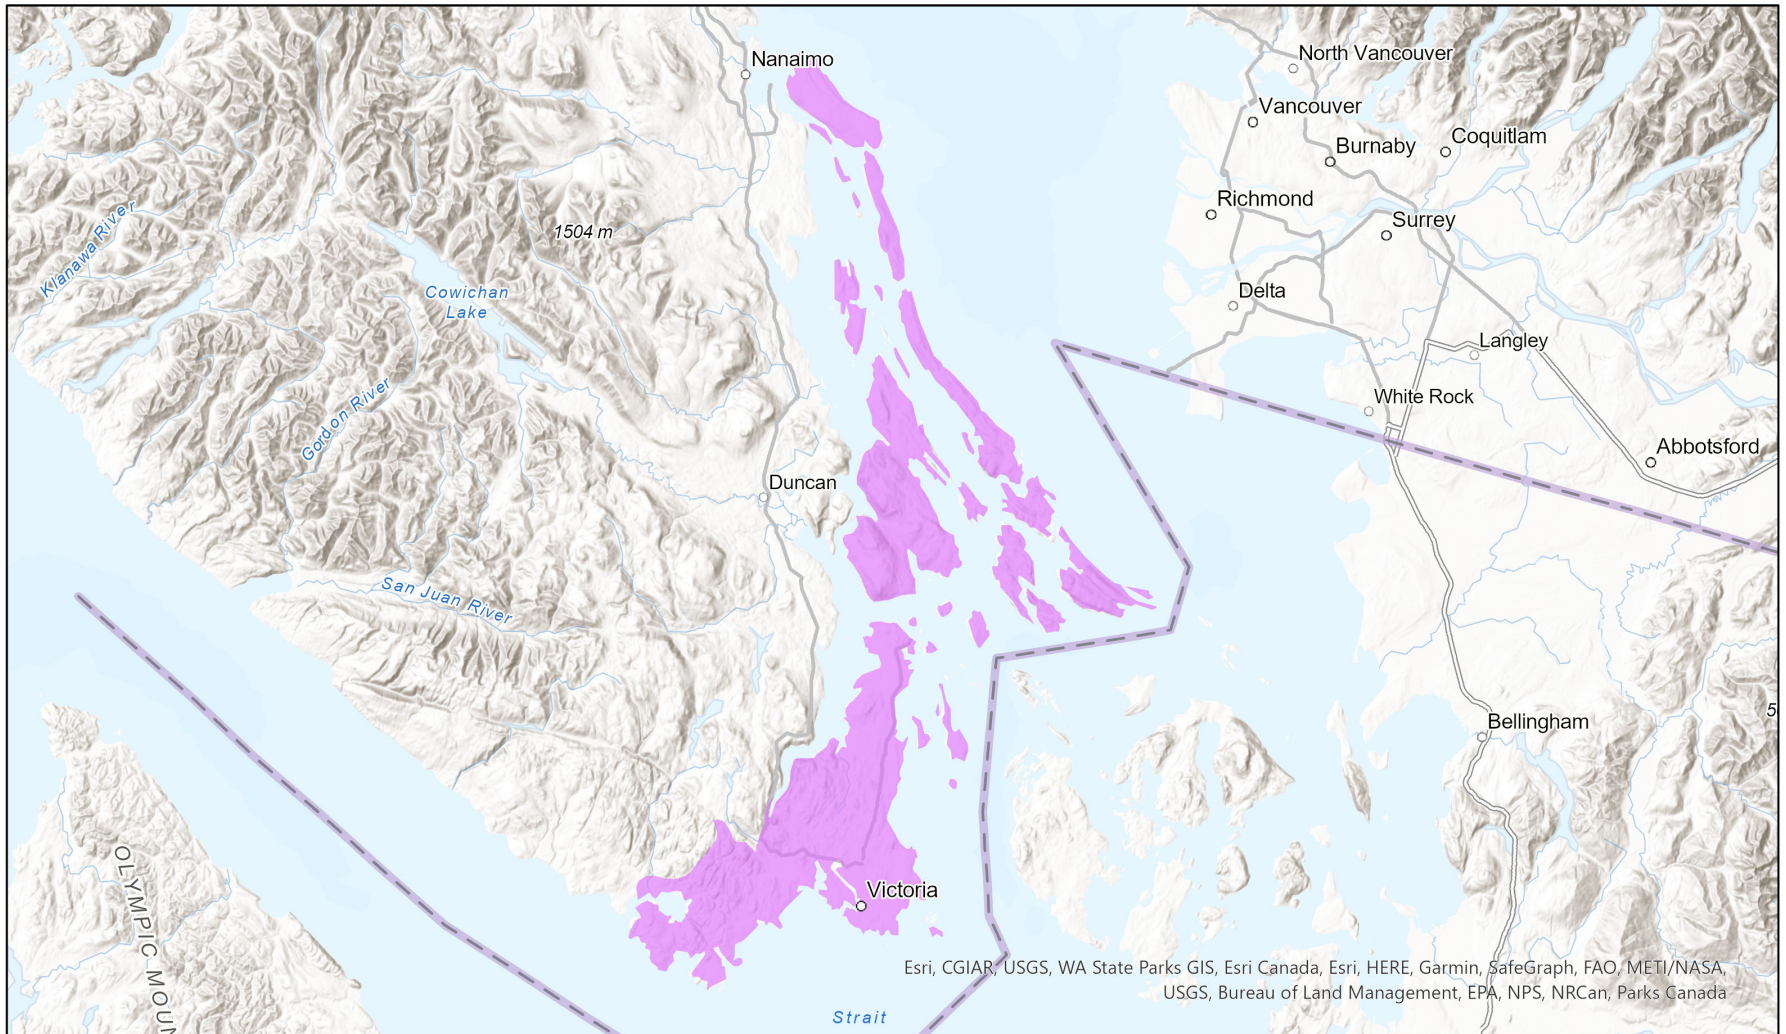 Nanaimo
North Vancouver
Vancouver
Coquitlam
Burnaby
Richmond
Klanawa River
Surrey
1504 m
Cowichan
Lake
Delta
Langley
White Rock
Gordon River
Abbotsford
Duncan
San Juan River
5
Bellingham
OLYMPIC MOUN
Victoria
Esri, CGIAR, USGS, WA State Parks GIS, Esri Canada, Esri, HERE, Garmin, SafeGraph, FAO, METI/NASA,
USGS, Bureau of Land Management, EPA, NPS, NRCan, Parks Canada
Strait